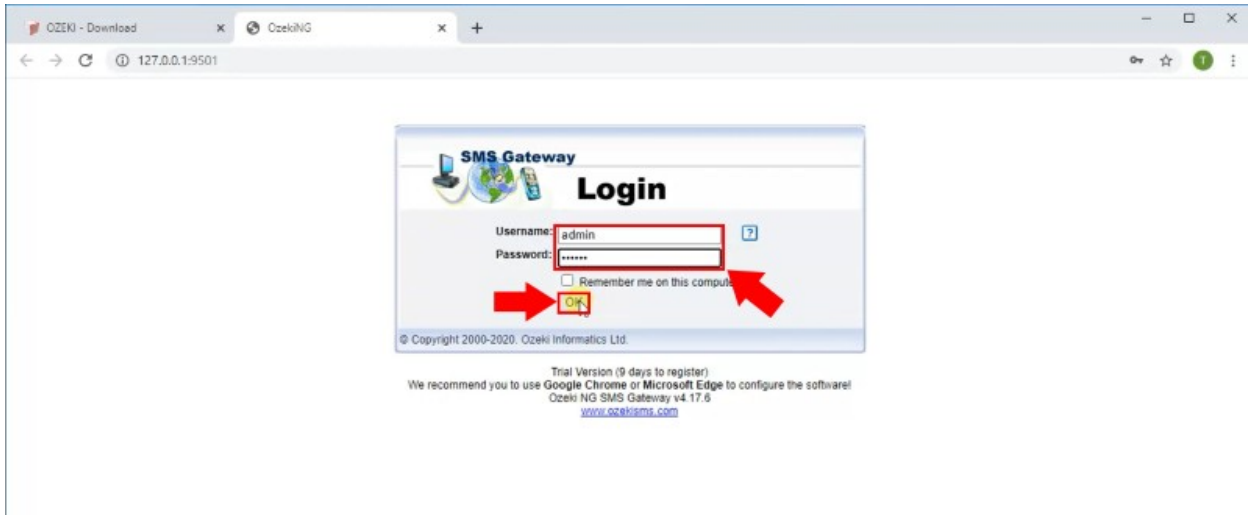 OZEKI - Download
OzekiNG
127.0.0.1:9501
T
SMS Gateway
Login
Username: admin
?
Password: ••••••
Remember me on this compute
OK
© Copyright 2000-2020. Ozeki Informatics Ltd.
Trial Version (9 days to register)
We recommend you to use Google Chrome or Microsoft Edge to configure the software!
Ozeki NG SMS Gateway v4.17.6
www.ozekisms.com